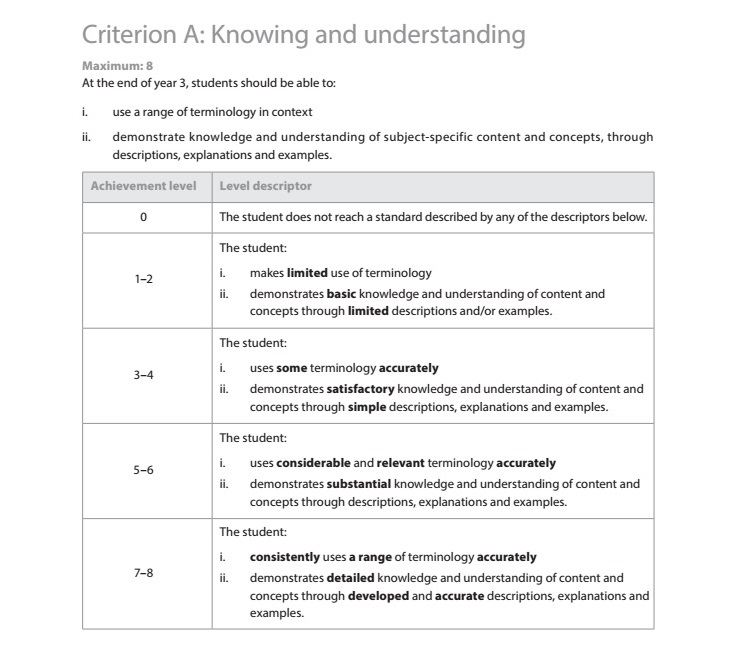 Criterion A: Knowing and understanding
Maximum: 8
At the end of year 3, students should be able to:
i. use a range of terminology in context
ii. demonstrate knowledge and understanding of subject-specific content and concepts, through
descriptions, explanations and examples.
Achievement level Level descriptor
0 The student does not reach a standard described by any of the descriptors below.
1–2
The student:
i. makes limited use of terminology
ii. demonstrates basic knowledge and understanding of content and
concepts through limited descriptions and/or examples.
3–4
The student:
i. uses some terminology accurately
ii. demonstrates satisfactory knowledge and understanding of content and
concepts through simple descriptions, explanations and examples.
5–6
The student:
i. uses considerable and relevant terminology accurately
ii. demonstrates substantial knowledge and understanding of content and
concepts through descriptions, explanations and examples.
7–8
The student:
i. consistently uses a range of terminology accurately
ii. demonstrates detailed knowledge and understanding of content and
concepts through developed and accurate descriptions, explanations and
examples.